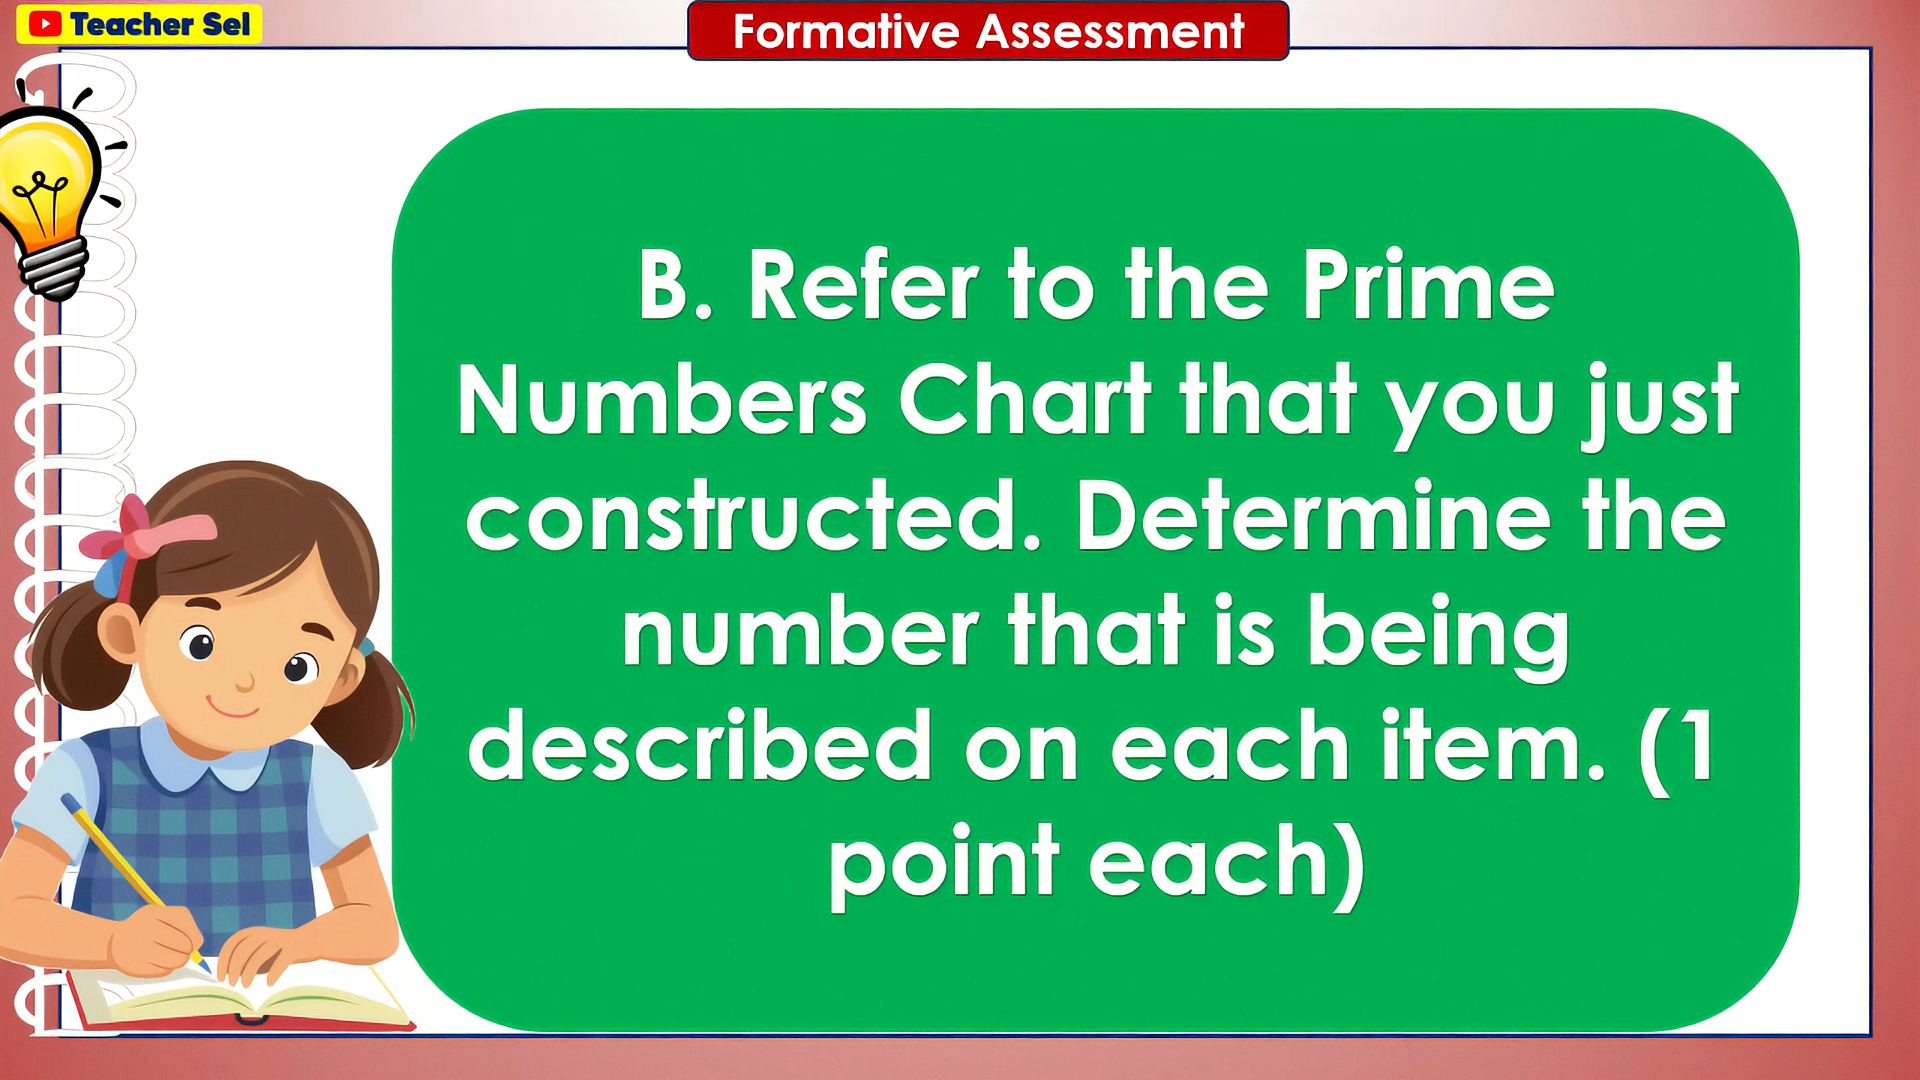 Teacher Sel
Formative Assessment
B. Refer to the Prime
Numbers Chart that you just
constructed. Determine the
number that is being
described on each item. (1
point each)